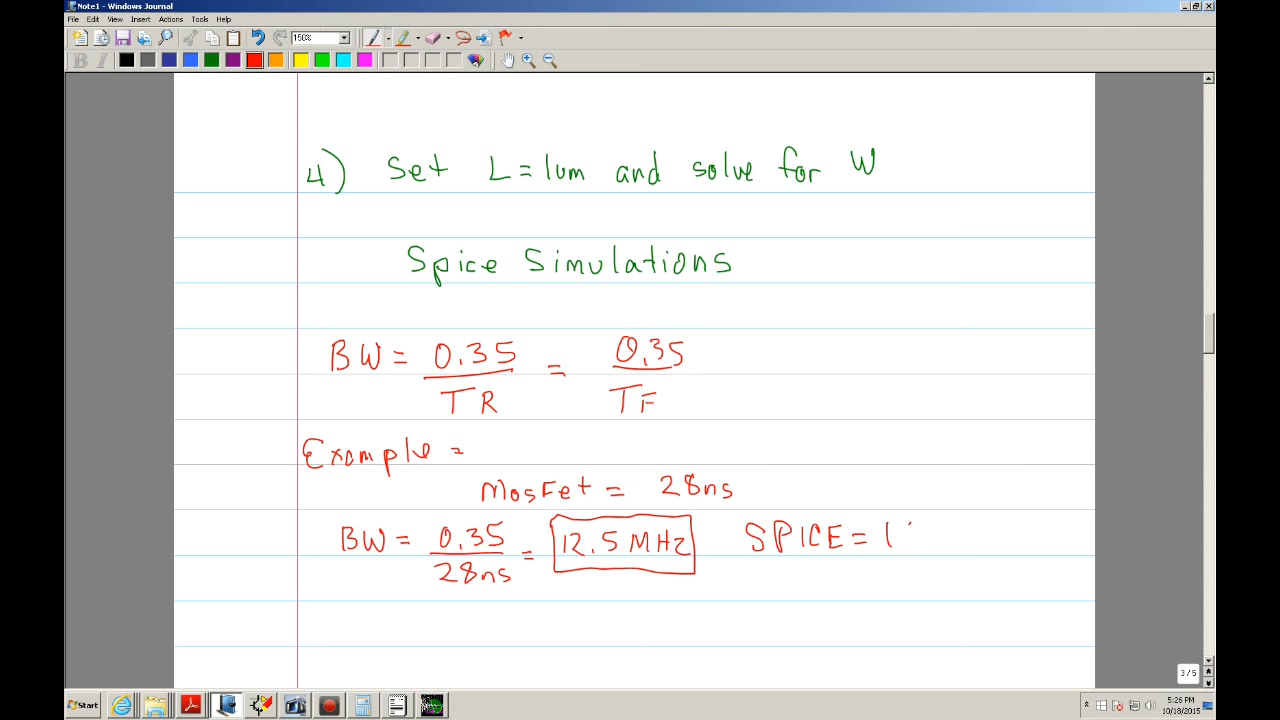 Note1 - Windows Journal
File Edit View Insert Actions Tools Help
150%
B I
4) Set L = 1um and solve for W
Spice Simulations
BW = 0.35 / TR = 0.35 / TF
Example =
MosFet = 28ns
BW = 0.35 / 28ns = 12.5 MHz SPICE = 1
3/5
Start
5:26 PM
10/18/2015